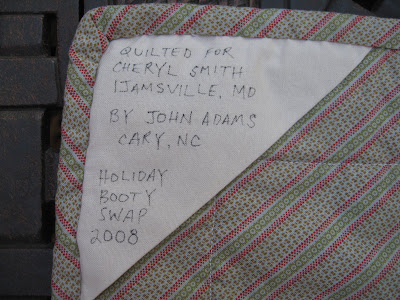 QUILTED FOR
CHERYL SMITH
IJAMSVILLE, MD
BY JOHN ADAMS
CARY, NC
HOLIDAY
BOOTY
SWAP
2008